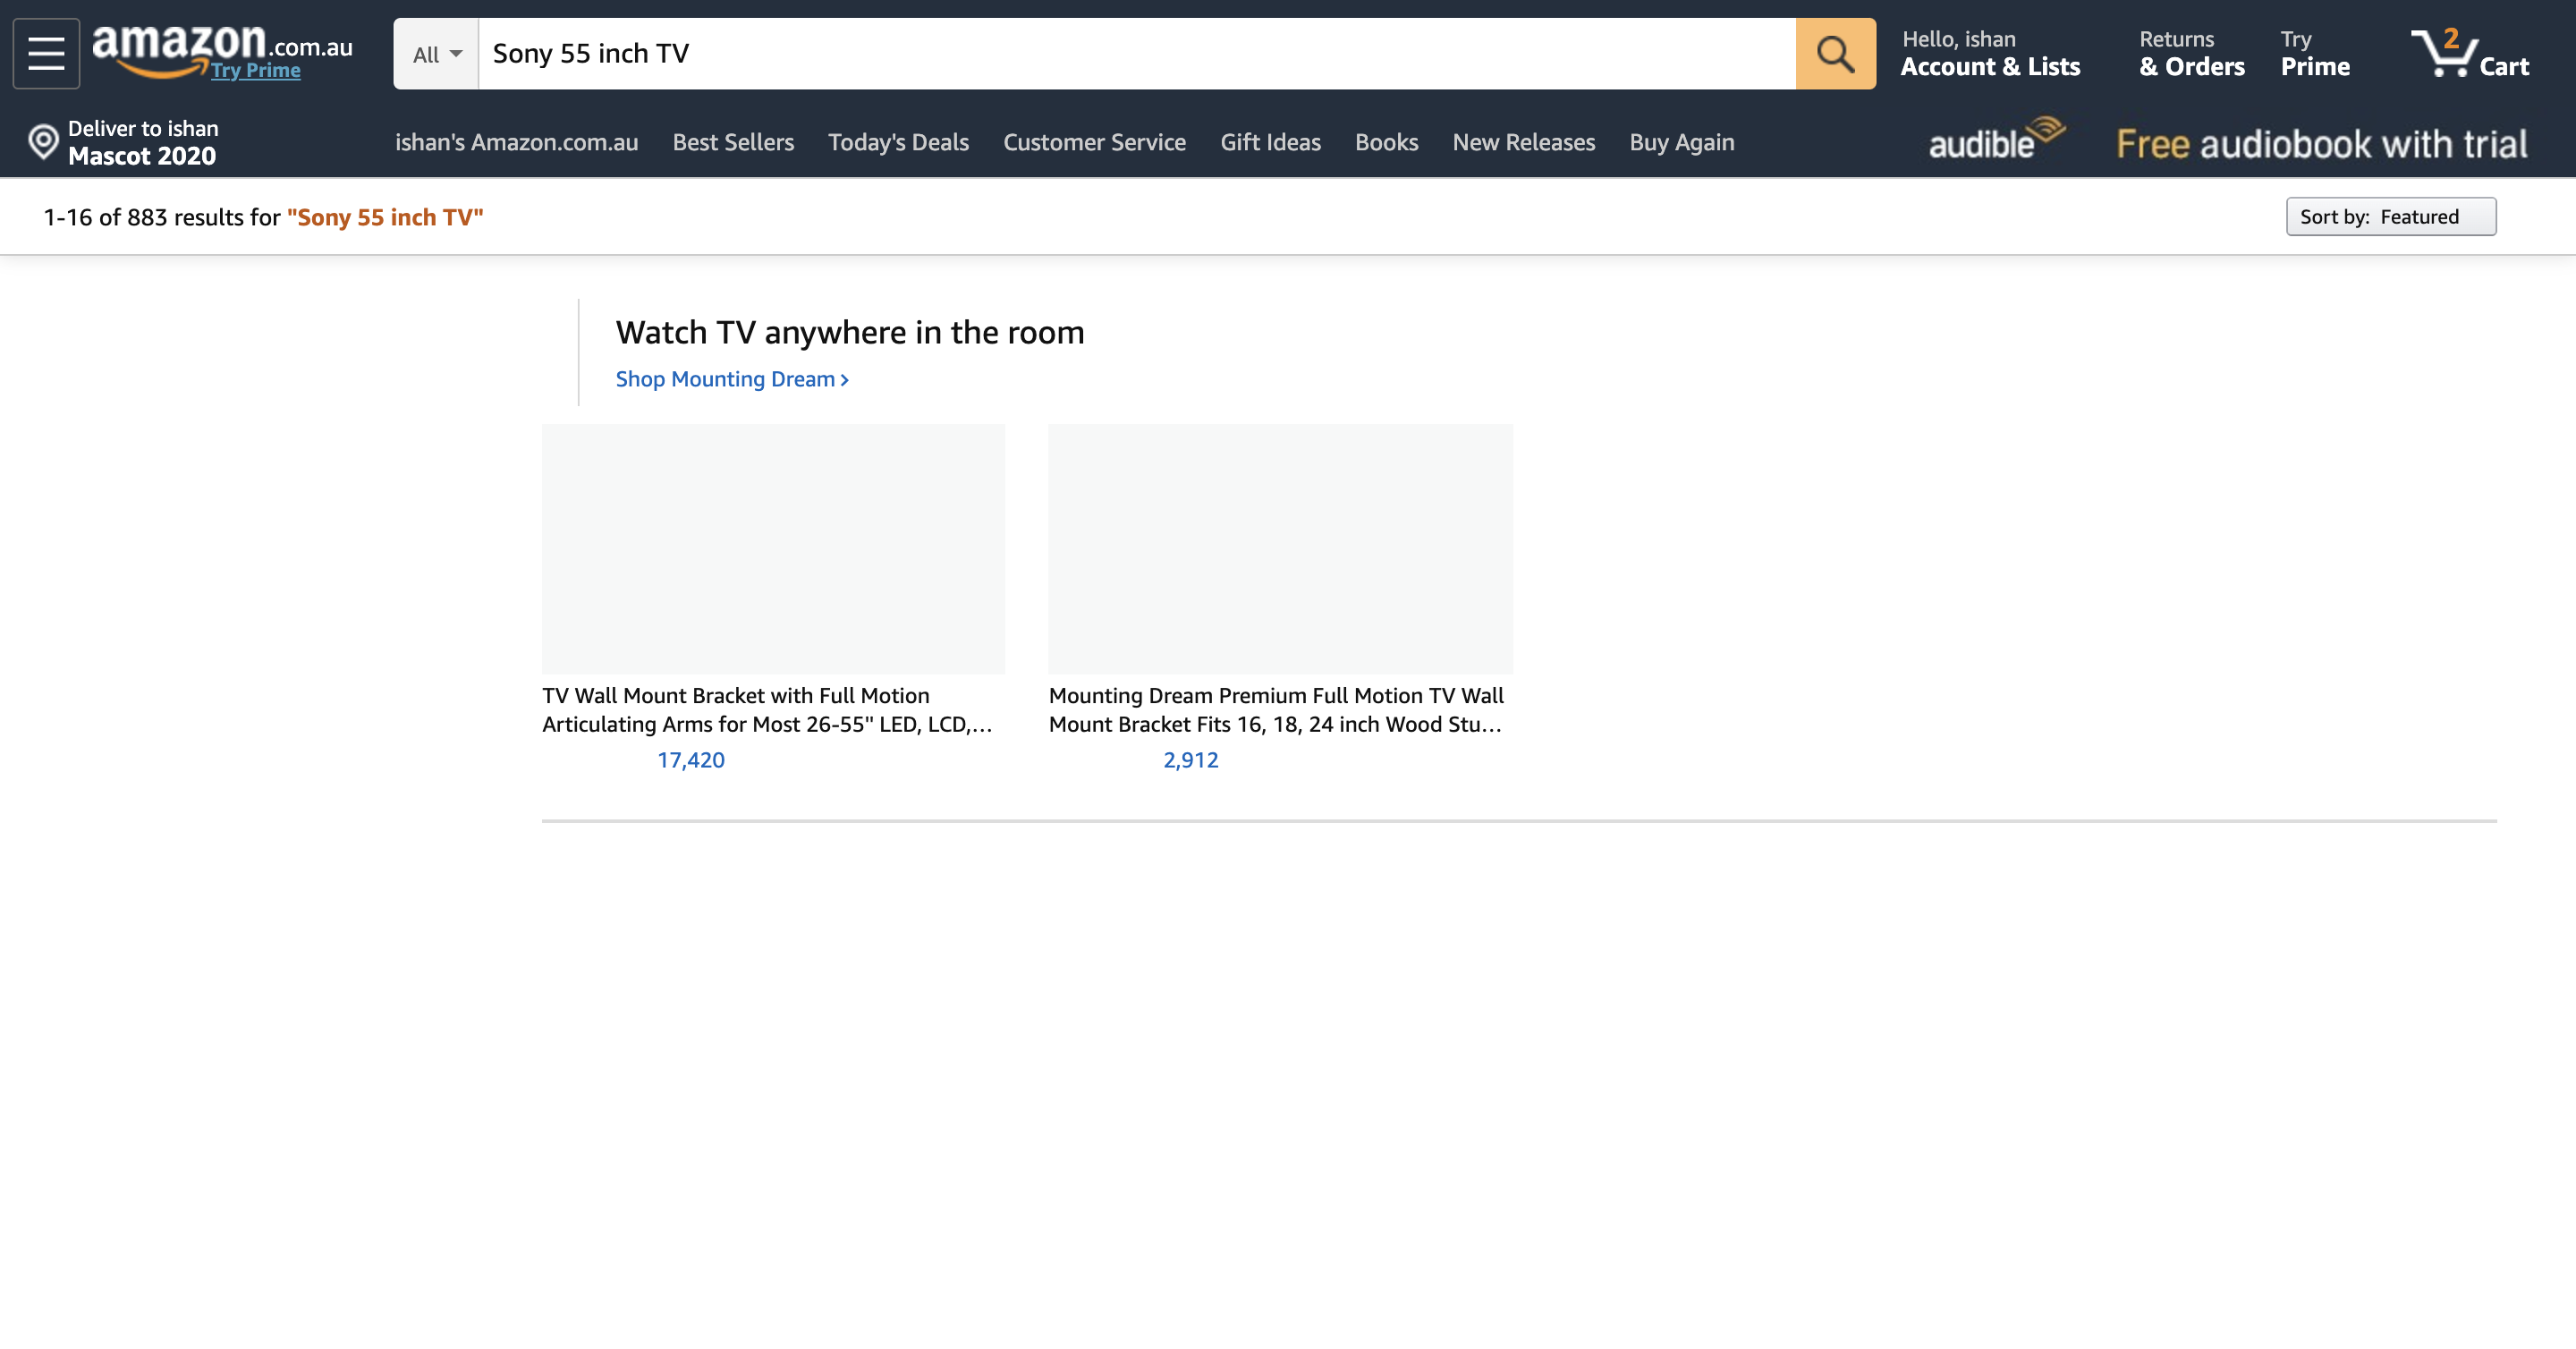 amazon.com.au
Try Prime
All
Sony 55 inch TV
Hello, ishan
Account & Lists
Returns
& Orders
Try
Prime
2
Cart
Deliver to ishan
Mascot 2020
ishan's Amazon.com.au
Best Sellers
Today's Deals
Customer Service
Gift Ideas
Books
New Releases
Buy Again
audible
Free audiobook with trial
1-16 of 883 results for "Sony 55 inch TV"
Sort by: Featured
Watch TV anywhere in the room
Shop Mounting Dream ›
TV Wall Mount Bracket with Full Motion
Articulating Arms for Most 26-55" LED, LCD,…
17,420
Mounting Dream Premium Full Motion TV Wall
Mount Bracket Fits 16, 18, 24 inch Wood Stu…
2,912